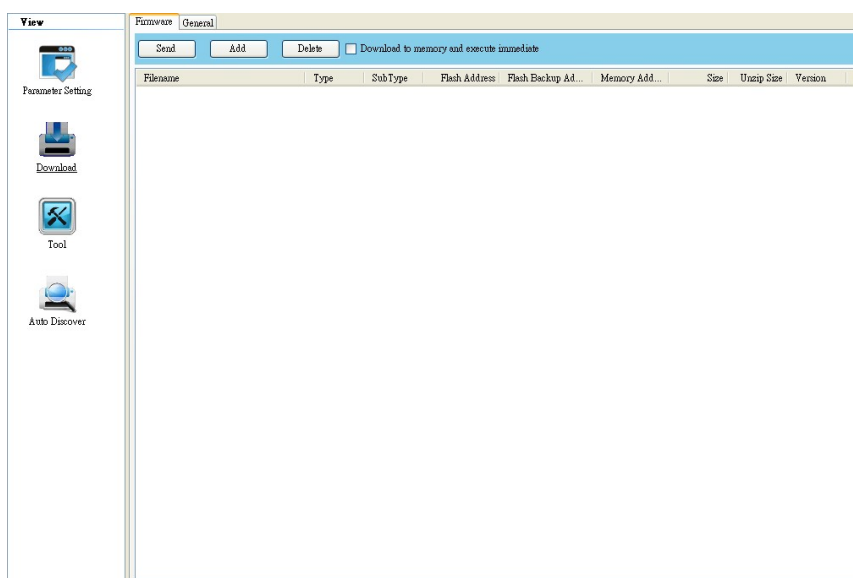 View
Parameter Setting
Download
Tool
Auto Discover
Firmware General
Send Add Delete Download to memory and execute immediate
Filename Type SubType Flash Address Flash Backup Ad... Memory Add... Size Unzip Size Version